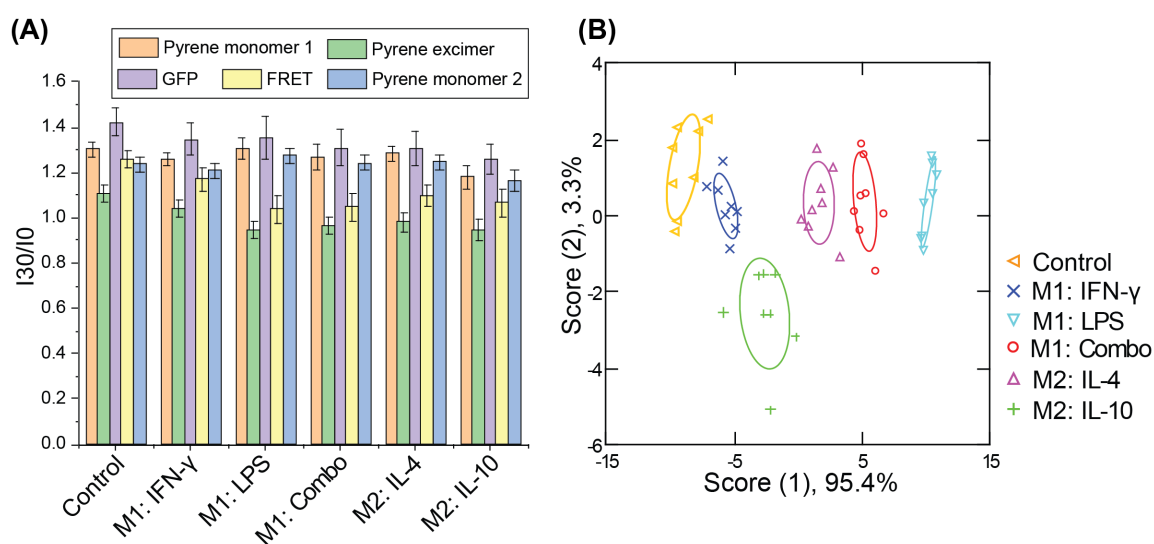 (A)
Pyrene monomer 1 Pyrene excimer
GFP FRET Pyrene monomer 2
I30/I0
1.6
1.4
1.2
1.0
0.8
0.6
0.4
0.2
0.0
Control M1: IFN-γ M1: LPS M1: Combo M2: IL-4 M2: IL-10
(B)
Score (2), 3.3%
4
2
0
-2
-4
-6
-15 -5 5 15
Score (1), 95.4%
Control
M1: IFN-γ
M1: LPS
M1: Combo
M2: IL-4
M2: IL-10